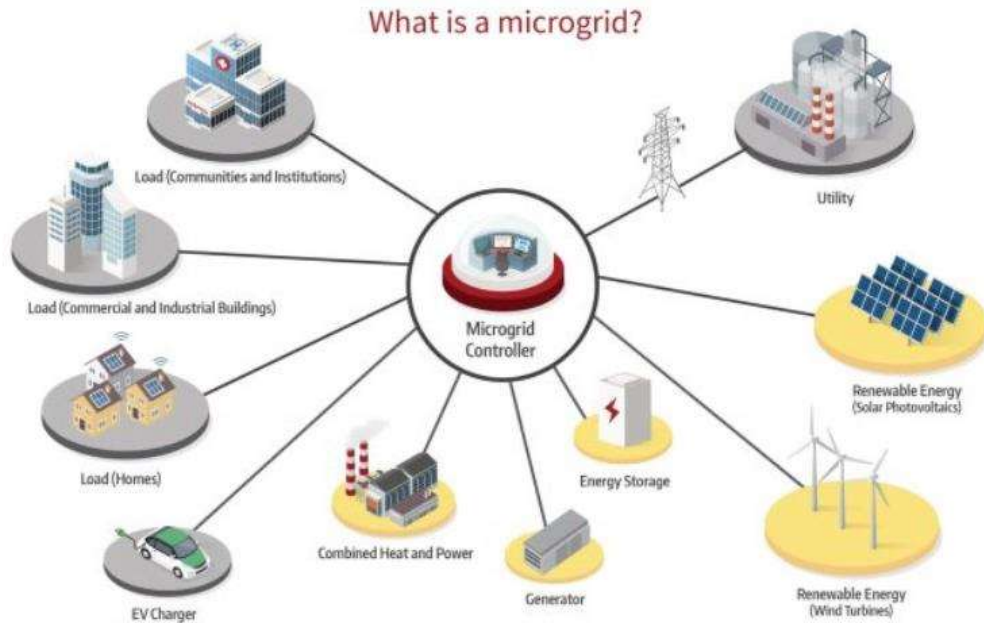 What is a microgrid?
Load (Communities and Institutions)
Utility
Load (Commercial and Industrial Buildings)
Microgrid
Controller
Renewable Energy
(Solar Photovoltaics)
Load (Homes)
Energy Storage
Combined Heat and Power
Generator
EV Charger
Renewable Energy
(Wind Turbines)